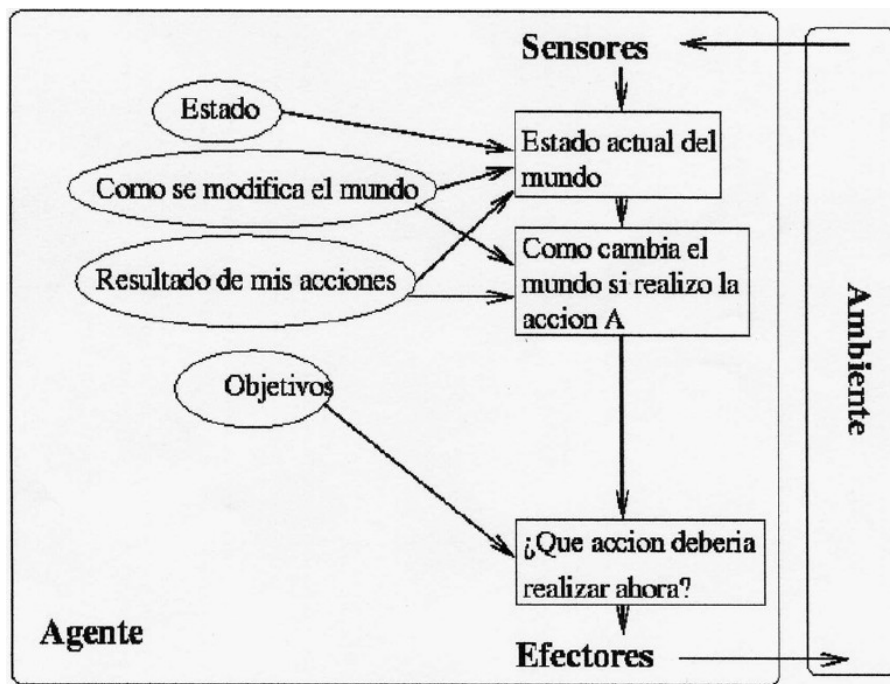 Sensores
Estado
Estado actual del
mundo
Como se modifica el mundo
Como cambia el
mundo si realizo la
accion A
Resultado de mis acciones
Objetivos
¿Que accion deberia
realizar ahora?
Agente
Efectores
Ambiente